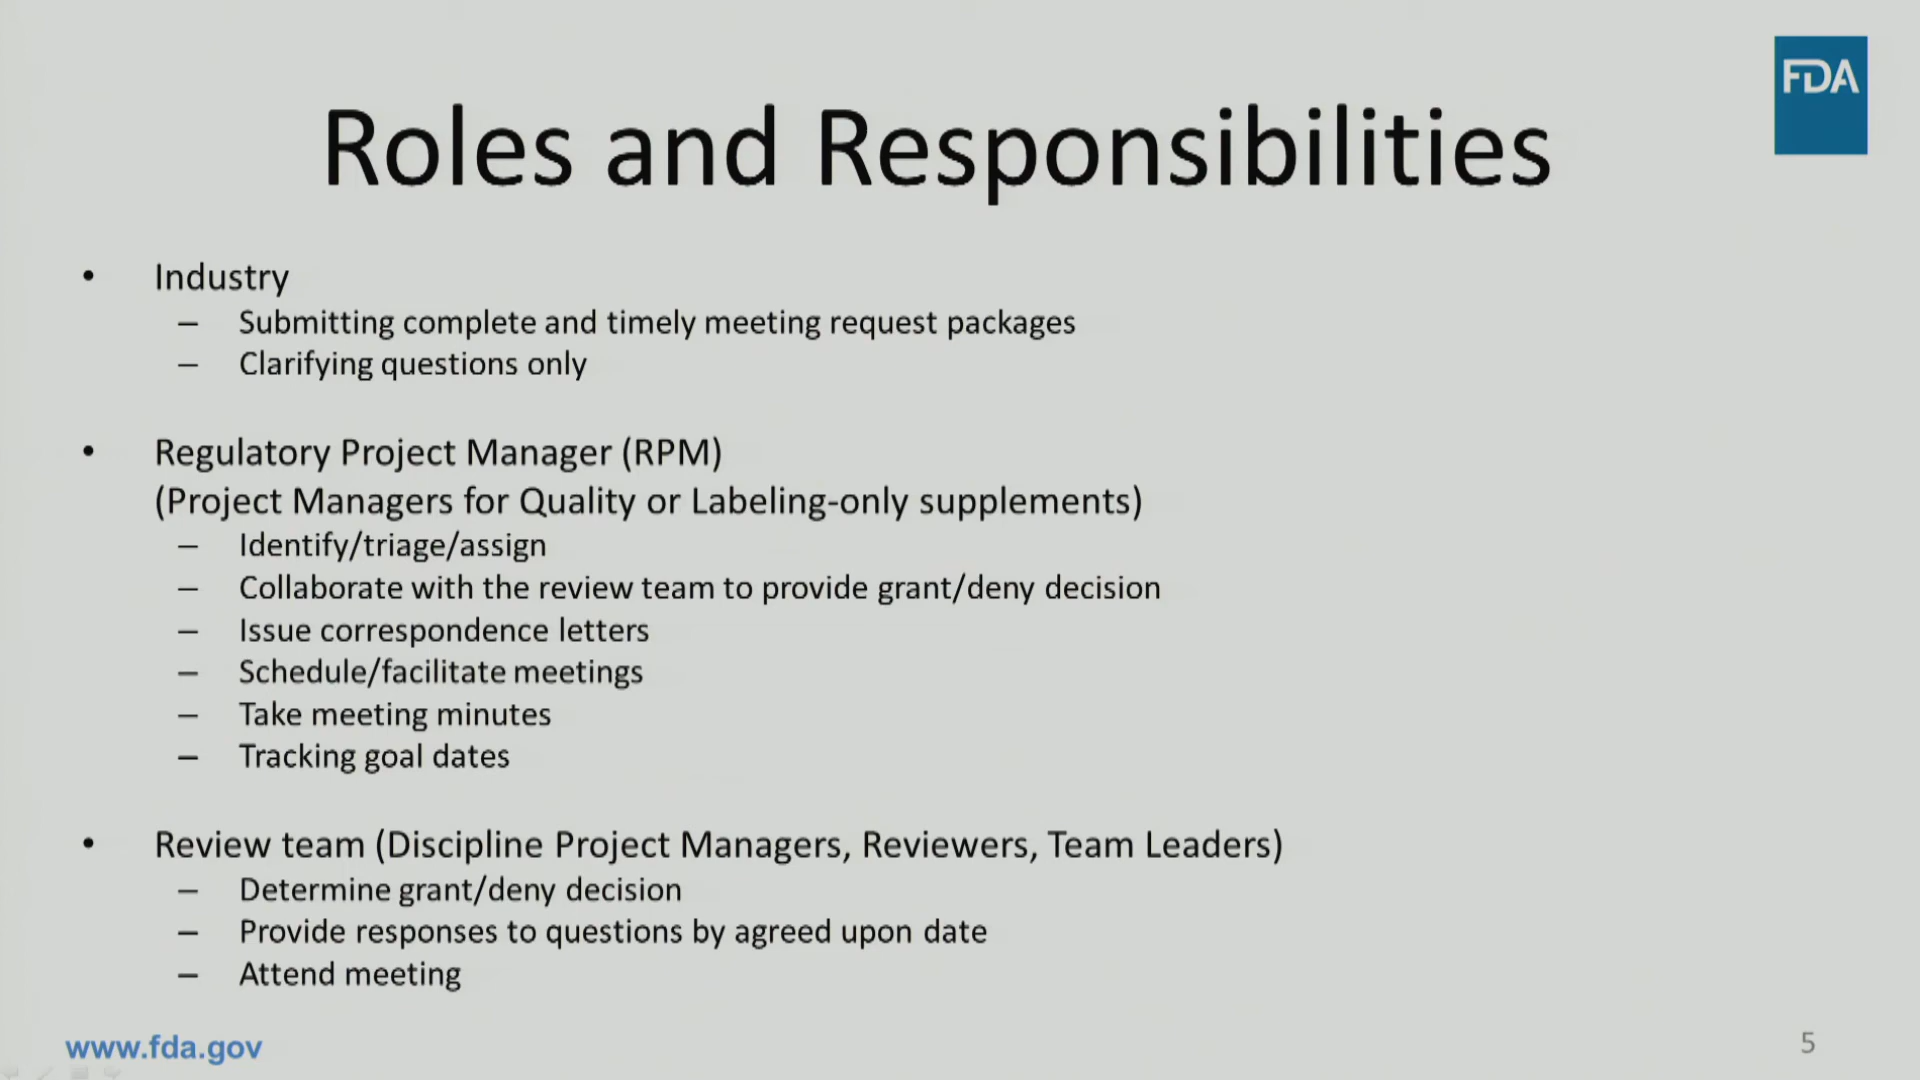 FDA
Roles and Responsibilities
• Industry
– Submitting complete and timely meeting request packages
– Clarifying questions only
• Regulatory Project Manager (RPM)
(Project Managers for Quality or Labeling-only supplements)
– Identify/triage/assign
– Collaborate with the review team to provide grant/deny decision
– Issue correspondence letters
– Schedule/facilitate meetings
– Take meeting minutes
– Tracking goal dates
• Review team (Discipline Project Managers, Reviewers, Team Leaders)
– Determine grant/deny decision
– Provide responses to questions by agreed upon date
– Attend meeting
www.fda.gov
5